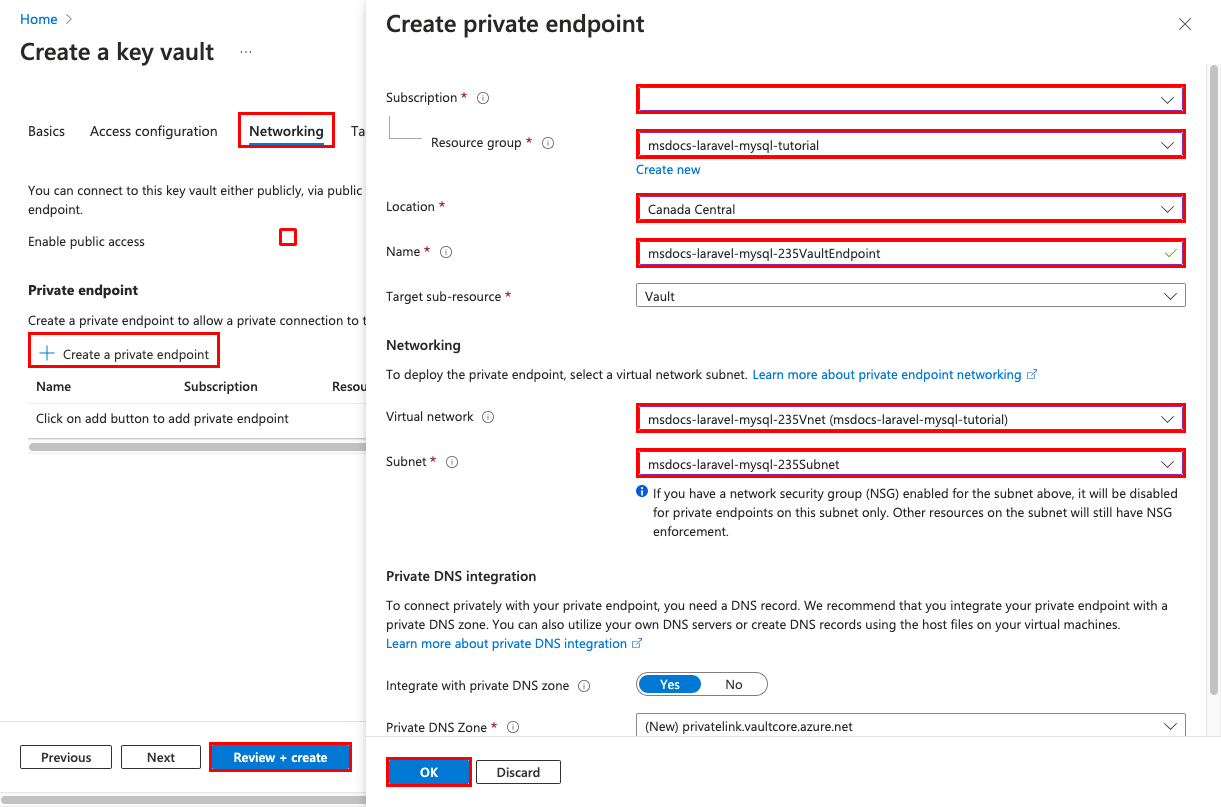 Home
Create a key vault
...
Basics Access configuration Networking Ta
You can connect to this key vault either publicly, via public
endpoint.
Enable public access
Private endpoint
Create a private endpoint to allow a private connection to t
Create a private endpoint
Name Subscription Resou
Click on add button to add private endpoint
Previous Next Review + create
Create private endpoint
Subscription *
Resource group * msdocs-laravel-mysql-tutorial
Create new
Location * Canada Central
Name * msdocs-laravel-mysql-235VaultEndpoint
Target sub-resource * Vault
Networking
To deploy the private endpoint, select a virtual network subnet. Learn more about private endpoint networking
Virtual network msdocs-laravel-mysql-235Vnet (msdocs-laravel-mysql-tutorial)
Subnet * msdocs-laravel-mysql-235Subnet
If you have a network security group (NSG) enabled for the subnet above, it will be disabled
for private endpoints on this subnet only. Other resources on the subnet will still have NSG
enforcement.
Private DNS integration
To connect privately with your private endpoint, you need a DNS record. We recommend that you integrate your private endpoint with a
private DNS zone. You can also utilize your own DNS servers or create DNS records using the host files on your virtual machines.
Learn more about private DNS integration
Integrate with private DNS zone Yes No
Private DNS Zone * (New) privatelink.vaultcore.azure.net
OK Discard